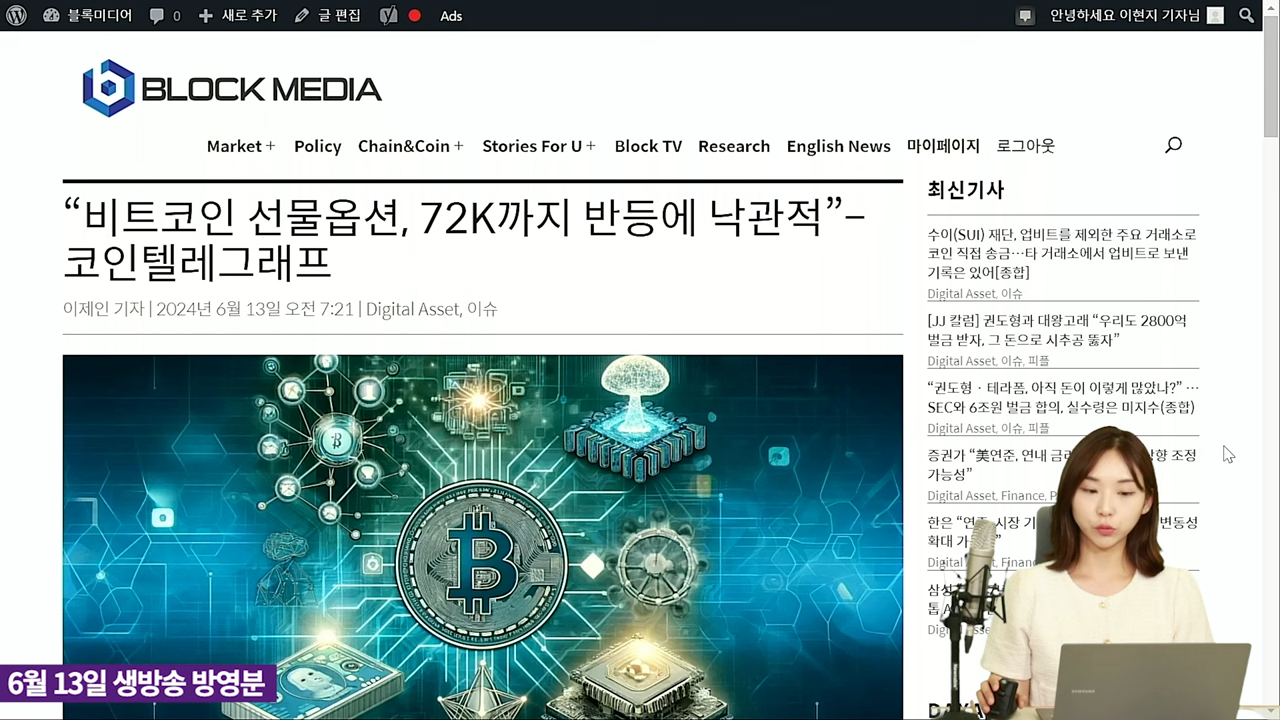 블록미디어 0 새로 추가 글 편집 Ads 안녕하세요 이현지 기자님
BLOCK MEDIA
Market + Policy Chain&Coin + Stories For U + Block TV Research English News 마이페이지 로그아웃
“비트코인 선물옵션, 72K까지 반등에 낙관적”–
코인텔레그래프
이제인 기자 | 2024년 6월 13일 오전 7:21 | Digital Asset, 이슈
최신기사
수이(SUI) 재단, 업비트를 제외한 주요 거래소로
코인 직접 송금…타 거래소에서 업비트로 보낸
기록은 있어[종합]
Digital Asset, 이슈
[JJ 칼럼] 권도형과 대왕고래 “우리도 2800억
벌금 받자, 그 돈으로 시추공 뚫자”
Digital Asset, 이슈, 피플
“권도형 · 테라폼, 아직 돈이 이렇게 많았나?” …
SEC와 6조원 벌금 합의, 실수령은 미지수(종합)
Digital Asset, 이슈, 피플
증권가 “美연준, 연내 조정
가능성”
Digital Asset, Finance,
한은 시장 변동성
확대
SAMSUNG
6월 13일 생방송 방영분